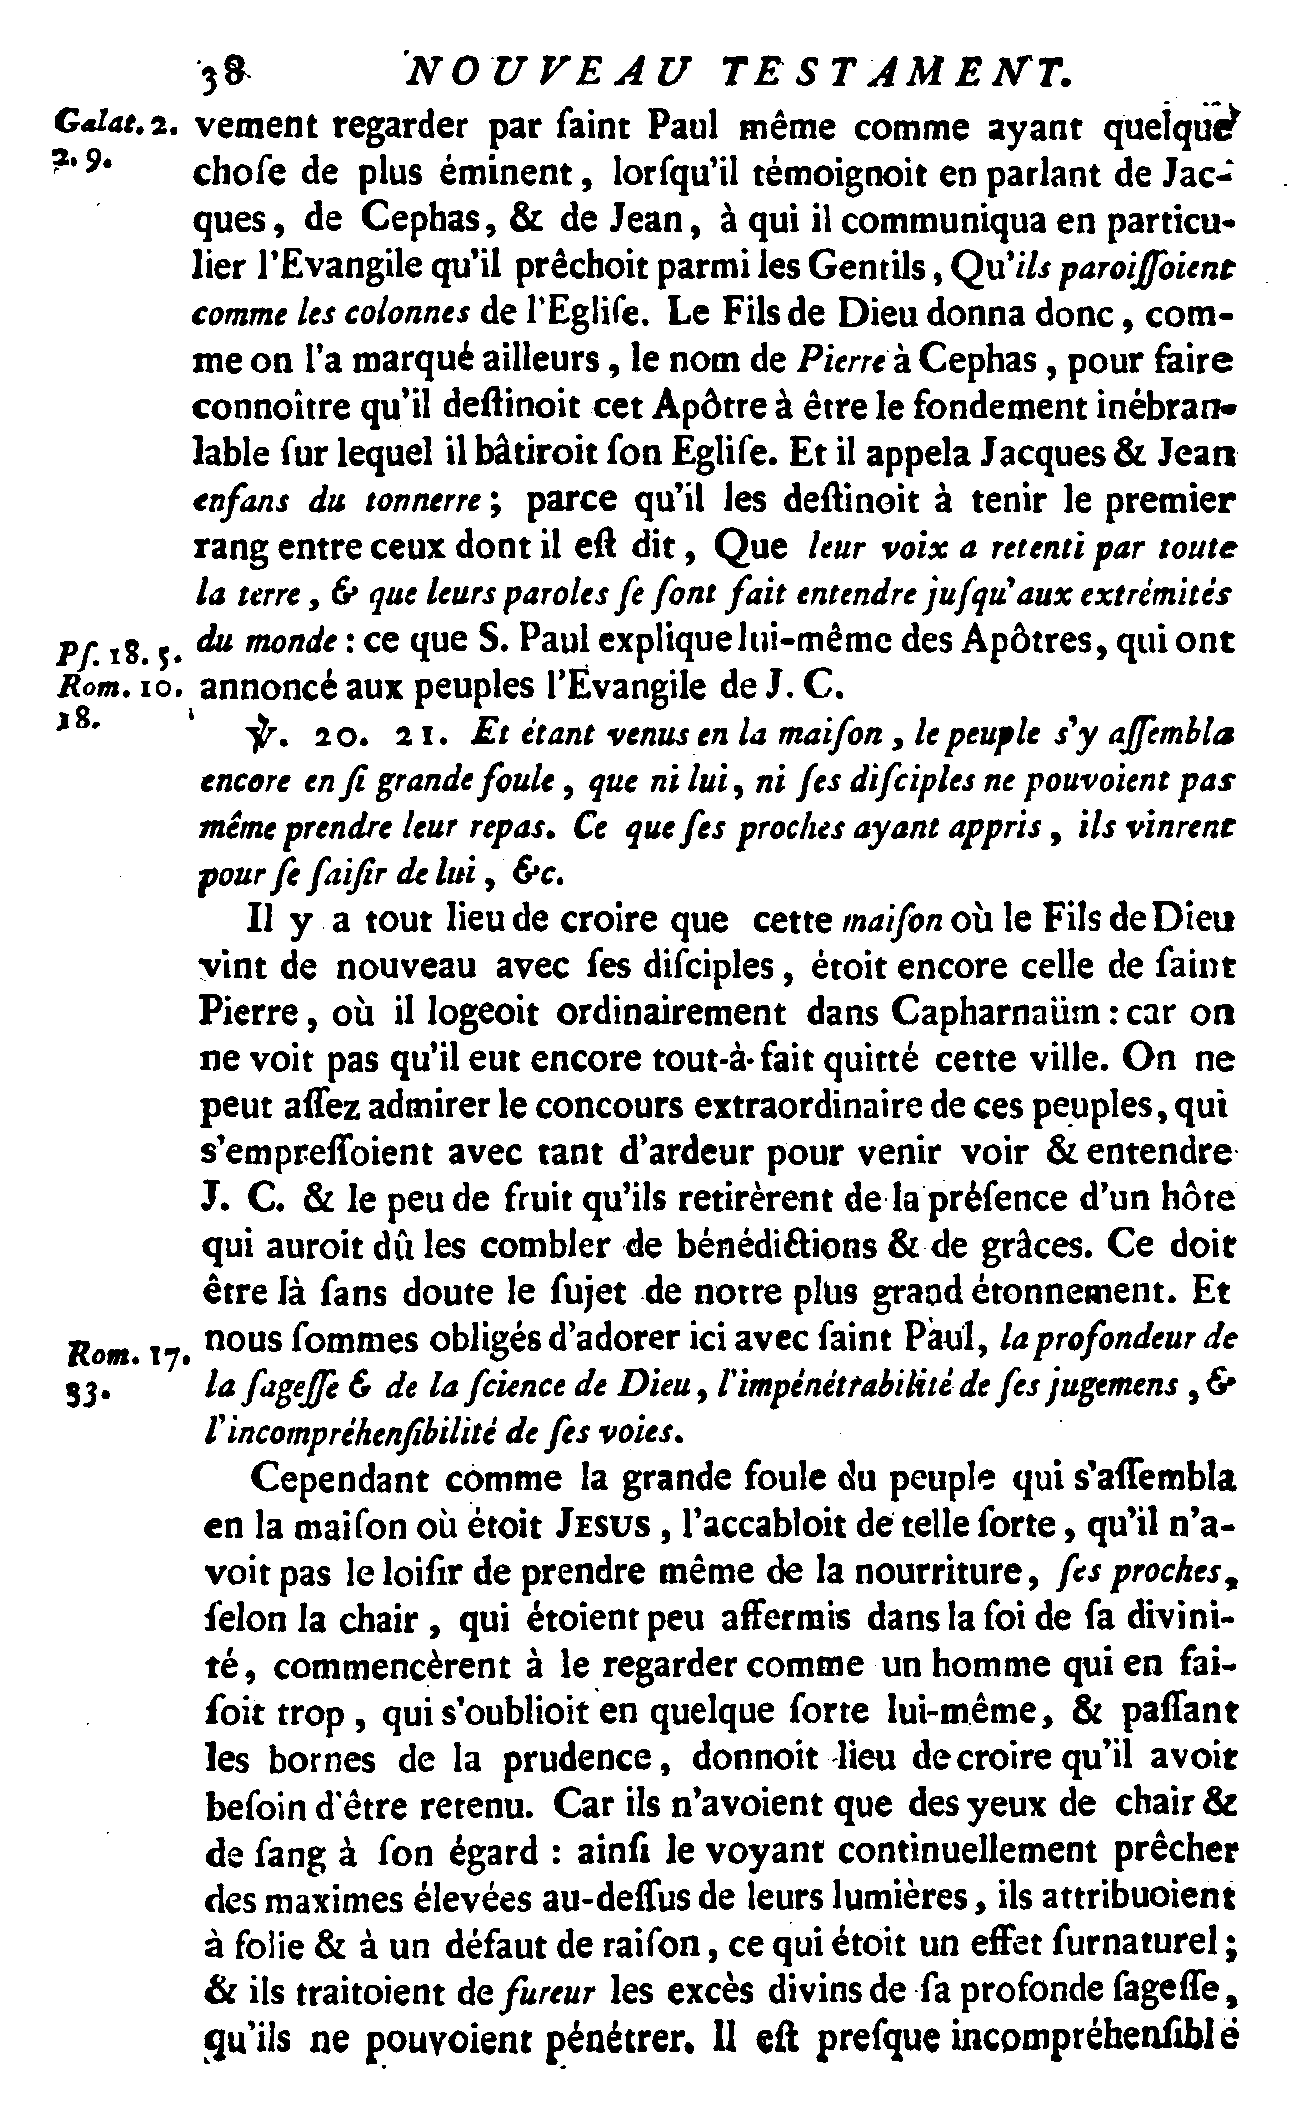 38 NOUVEAU TESTAMENT.
Galat. 2. vement regarder par ſaint Paul même comme ayant quelque
2. 9. choſe de plus éminent, lorſqu'il témoignoit en parlant de Jac-
ques, de Cephas, & de Jean, à qui il communiqua en particu-
lier l'Evangile qu'il prêchoit parmi les Gentils, Qu'ils paroiſſoient
comme les colonnes de l'Egliſe. Le Fils de Dieu donna donc, com-
me on l'a marqué ailleurs, le nom de Pierre à Cephas, pour faire
connoître qu'il deſtinoit cet Apôtre à être le fondement inébran-
lable ſur lequel il bâtiroit ſon Egliſe. Et il appela Jacques & Jean
enfans du tonnerre; parce qu'il les deſtinoit à tenir le premier
rang entre ceux dont il eſt dit, Que leur voix a retenti par toute
la terre, & que leurs paroles ſe ſont fait entendre juſqu'aux extrémités
Pſ. 18. 5. du monde: ce que S. Paul explique lui-même des Apôtres, qui ont
Rom. 10. annoncé aux peuples l'Evangile de J. C.
18.
℣. 20. 21. Et étant venus en la maiſon, le peuple s'y aſſembla
encore en ſi grande foule, que ni lui, ni ſes diſciples ne pouvoient pas
même prendre leur repas. Ce que ſes proches ayant appris, ils vinrent
pour ſe ſaiſir de lui, &c.
Il y a tout lieu de croire que cette maiſon où le Fils de Dieu
vint de nouveau avec ſes diſciples, étoit encore celle de ſaint
Pierre, où il logeoit ordinairement dans Capharnaüm: car on
ne voit pas qu'il eut encore tout-à-fait quitté cette ville. On ne
peut aſſez admirer le concours extraordinaire de ces peuples, qui
s'empreſſoient avec tant d'ardeur pour venir voir & entendre
J. C. & le peu de fruit qu'ils retirèrent de la préſence d'un hôte
qui auroit dû les combler de bénédictions & de grâces. Ce doit
être là ſans doute le ſujet de notre plus grand étonnement. Et
Rom. 17. nous ſommes obligés d'adorer ici avec ſaint Paul, la profondeur de
33. la ſageſſe & de la ſcience de Dieu, l'impénétrabilité de ſes jugemens, &
l'incompréhenſibilité de ſes voies.
Cependant comme la grande foule du peuple qui s'aſſembla
en la maiſon où étoit JESUS, l'accabloit de telle ſorte, qu'il n'a-
voit pas le loiſir de prendre même de la nourriture, ſes proches,
ſelon la chair, qui étoient peu affermis dans la foi de ſa divini-
té, commencèrent à le regarder comme un homme qui en fai-
ſoit trop, qui s'oublioit en quelque ſorte lui-même, & paſſant
les bornes de la prudence, donnoit lieu de croire qu'il avoit
beſoin d'être retenu. Car ils n'avoient que des yeux de chair &
de ſang à ſon égard: ainſi le voyant continuellement prêcher
des maximes élevées au-deſſus de leurs lumières, ils attribuoient
à folie & à un défaut de raiſon, ce qui étoit un effet ſurnaturel;
& ils traitoient de fureur les excès divins de ſa profonde ſageſſe,
qu'ils ne pouvoient pénétrer. Il eſt preſque incompréhenſible